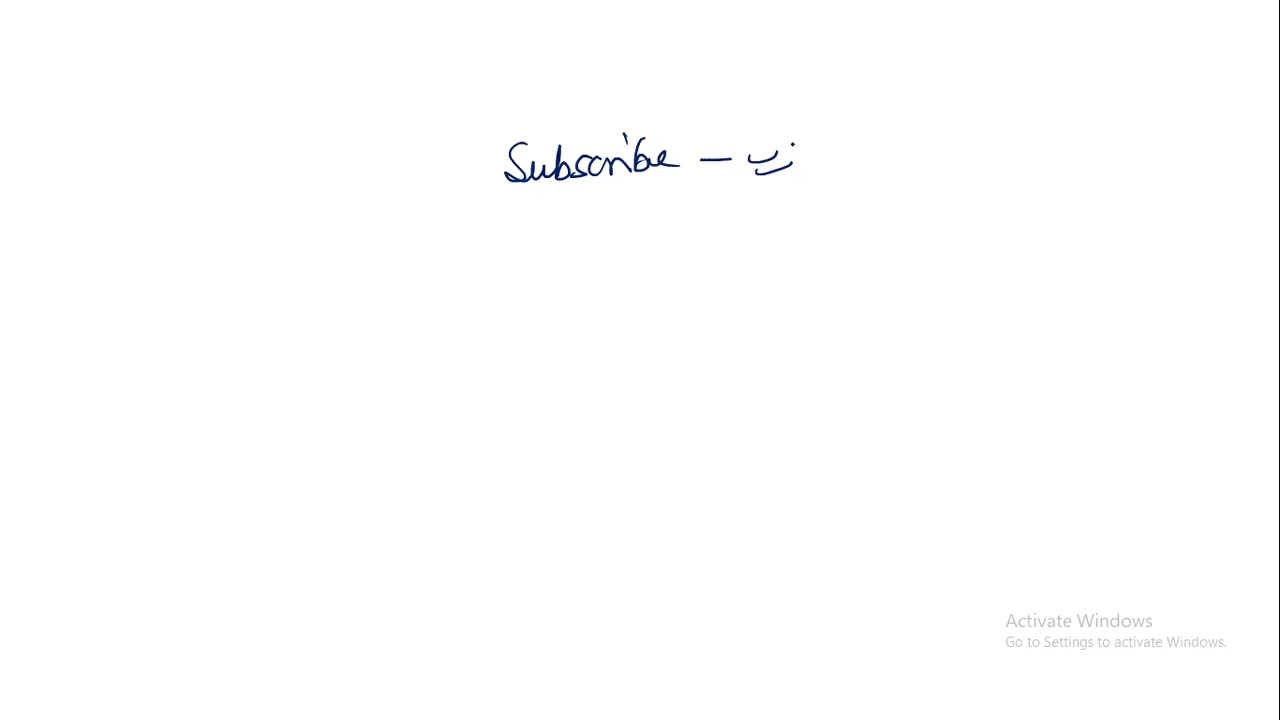 Subscribe —
Activate Windows
Go to Settings to activate Windows.